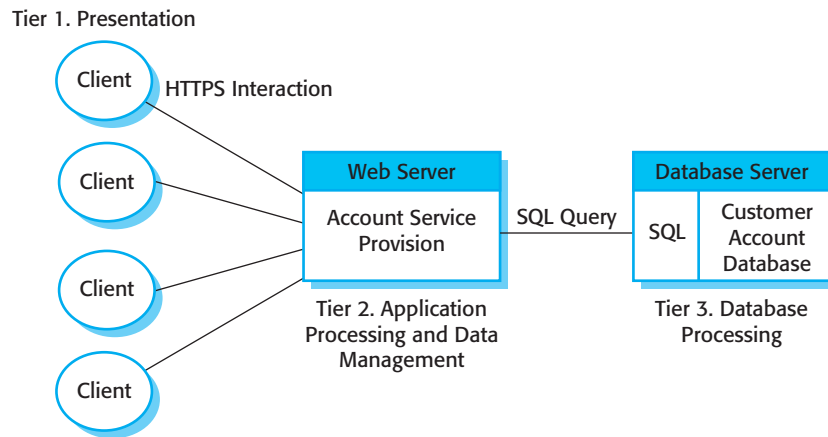 Tier 1. Presentation
Client
HTTPS Interaction
Client
Client
Client
Web Server
Account Service
Provision
Tier 2. Application
Processing and Data
Management
SQL Query
Database Server
SQL
Customer
Account
Database
Tier 3. Database
Processing